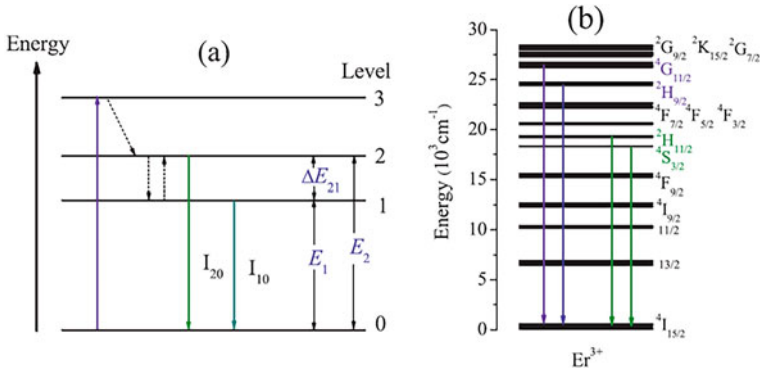 (a)
Energy
Level
3
2
1
0
ΔE₂₁
E₁
E₂
I₂₀
I₁₀
(b)
Energy (10³cm⁻¹)
30
25
20
15
10
5
0
²G₉/₂ ²K₁₅/₂ ²G₇/₂
⁴G₁₁/₂
²H₉/₂
⁴F₇/₂ ⁴F₅/₂ ⁴F₃/₂
²H₁₁/₂
⁴S₃/₂
⁴F₉/₂
⁴I₉/₂
11/2
13/2
⁴I₁₅/₂
Er³⁺